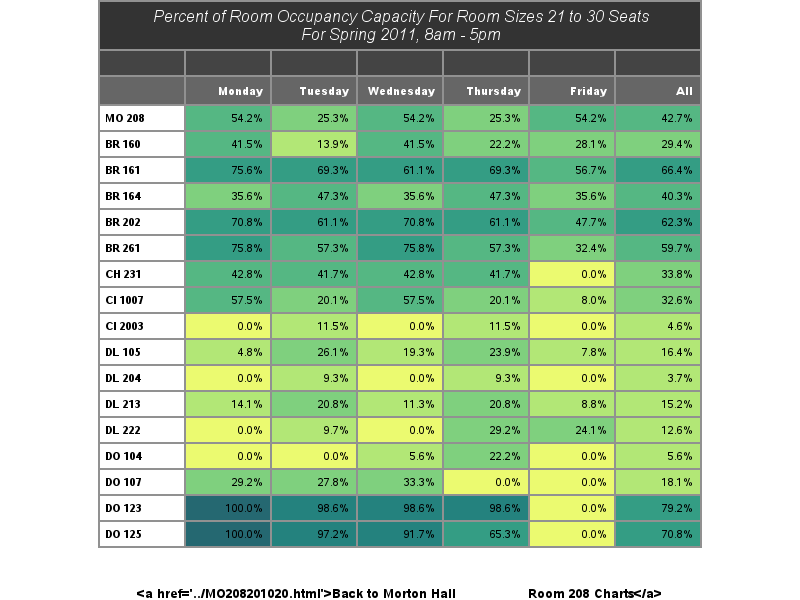 Percent of Room Occupancy Capacity For Room Sizes 21 to 30 Seats
For Spring 2011, 8am - 5pm
Monday Tuesday Wednesday Thursday Friday All
MO 208 54.2% 25.3% 54.2% 25.3% 54.2% 42.7%
BR 160 41.5% 13.9% 41.5% 22.2% 28.1% 29.4%
BR 161 75.6% 69.3% 61.1% 69.3% 56.7% 66.4%
BR 164 35.6% 47.3% 35.6% 47.3% 35.6% 40.3%
BR 202 70.8% 61.1% 70.8% 61.1% 47.7% 62.3%
BR 261 75.8% 57.3% 75.8% 57.3% 32.4% 59.7%
CH 231 42.8% 41.7% 42.8% 41.7% 0.0% 33.8%
CI 1007 57.5% 20.1% 57.5% 20.1% 8.0% 32.6%
CI 2003 0.0% 11.5% 0.0% 11.5% 0.0% 4.6%
DL 105 4.8% 26.1% 19.3% 23.9% 7.8% 16.4%
DL 204 0.0% 9.3% 0.0% 9.3% 0.0% 3.7%
DL 213 14.1% 20.8% 11.3% 20.8% 8.8% 15.2%
DL 222 0.0% 9.7% 0.0% 29.2% 24.1% 12.6%
DO 104 0.0% 0.0% 5.6% 22.2% 0.0% 5.6%
DO 107 29.2% 27.8% 33.3% 0.0% 0.0% 18.1%
DO 123 100.0% 98.6% 98.6% 98.6% 0.0% 79.2%
DO 125 100.0% 97.2% 91.7% 65.3% 0.0% 70.8%
<a href='../MO208201020.html'>Back to Morton Hall Room 208 Charts</a>